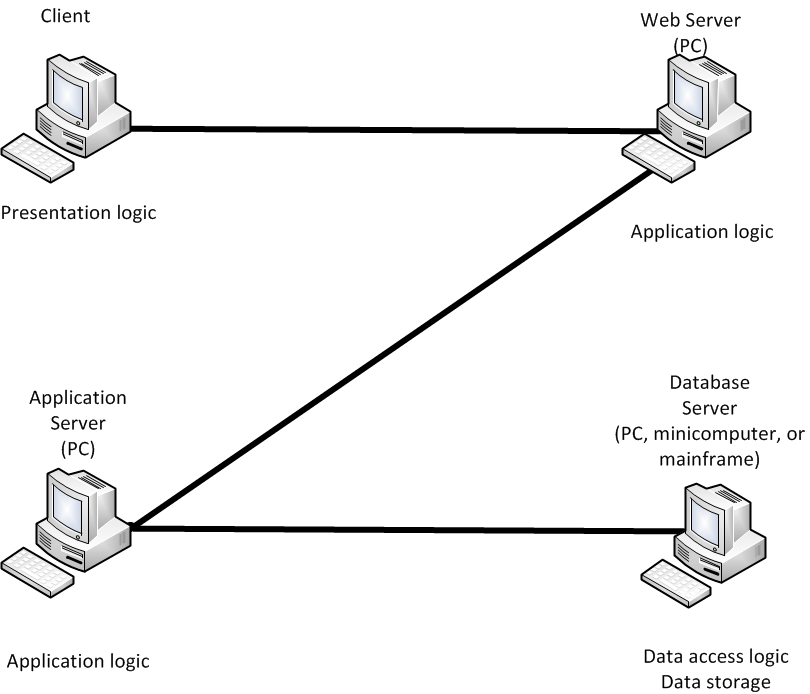 Client
Web Server
(PC)
Presentation logic
Application logic
Application
Server
(PC)
Database
Server
(PC, minicomputer, or
mainframe)
Application logic
Data access logic
Data storage